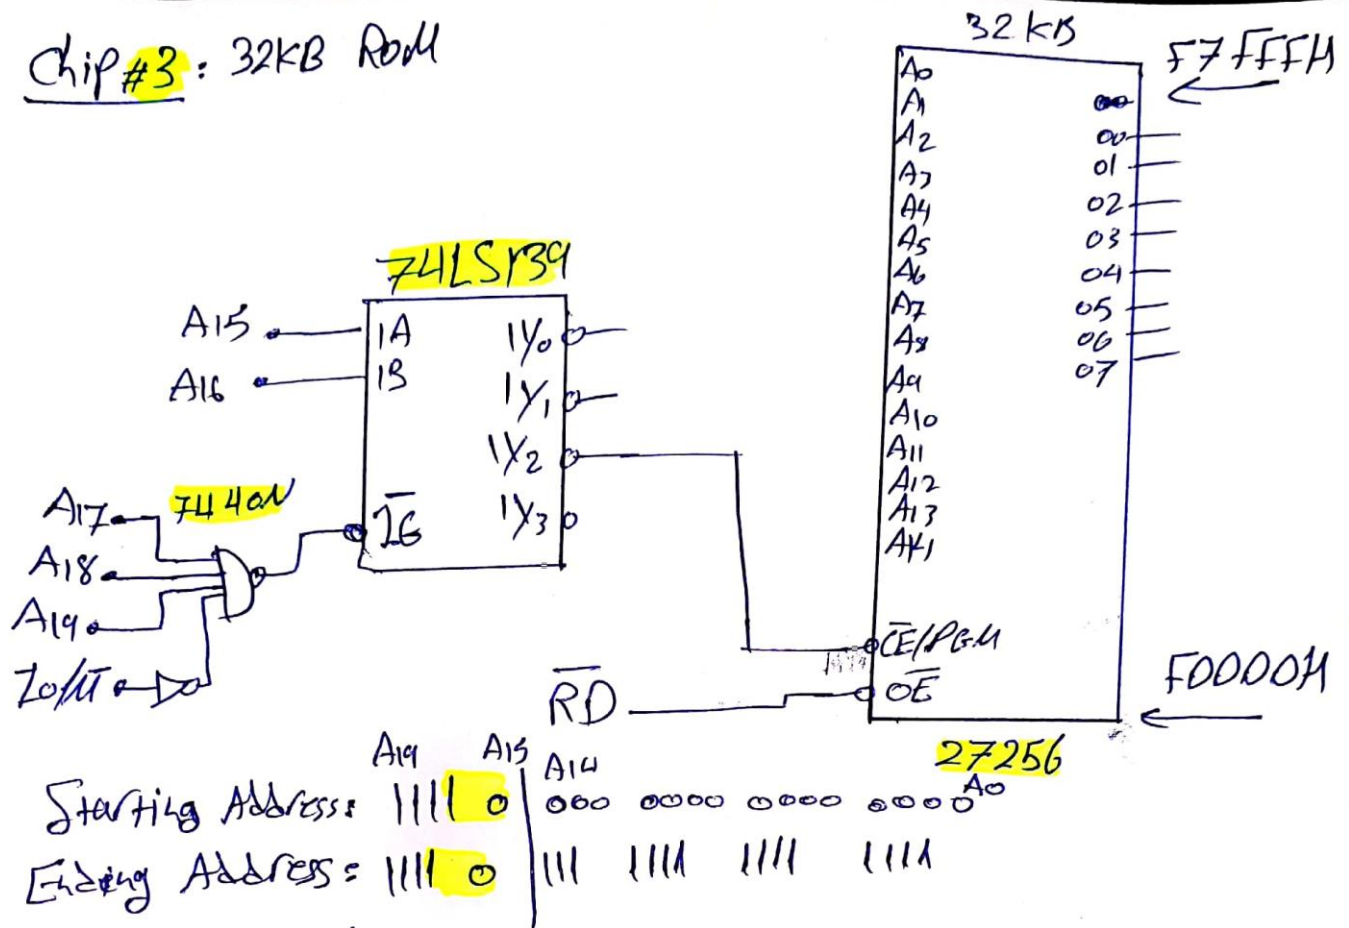 Chip #3: 32KB ROM
32KB
F7FFFH
A0
A1
A2
A3
A4
A5
A6
A7
A8
A9
A10
A11
A12
A13
00
01
02
03
04
05
06
07
74LS139
A15
A16
1A
1B
1G
1Y0
1Y1
1Y2
1Y3
A17
7440N
A18
A19
IO/M
CE/PGM
OE
RD
F0000H
27256
A19 A15 A14 A0
Starting Address: 1111 0 000 0000 0000 0000
Ending Address: 1111 0 111 1111 1111 1111